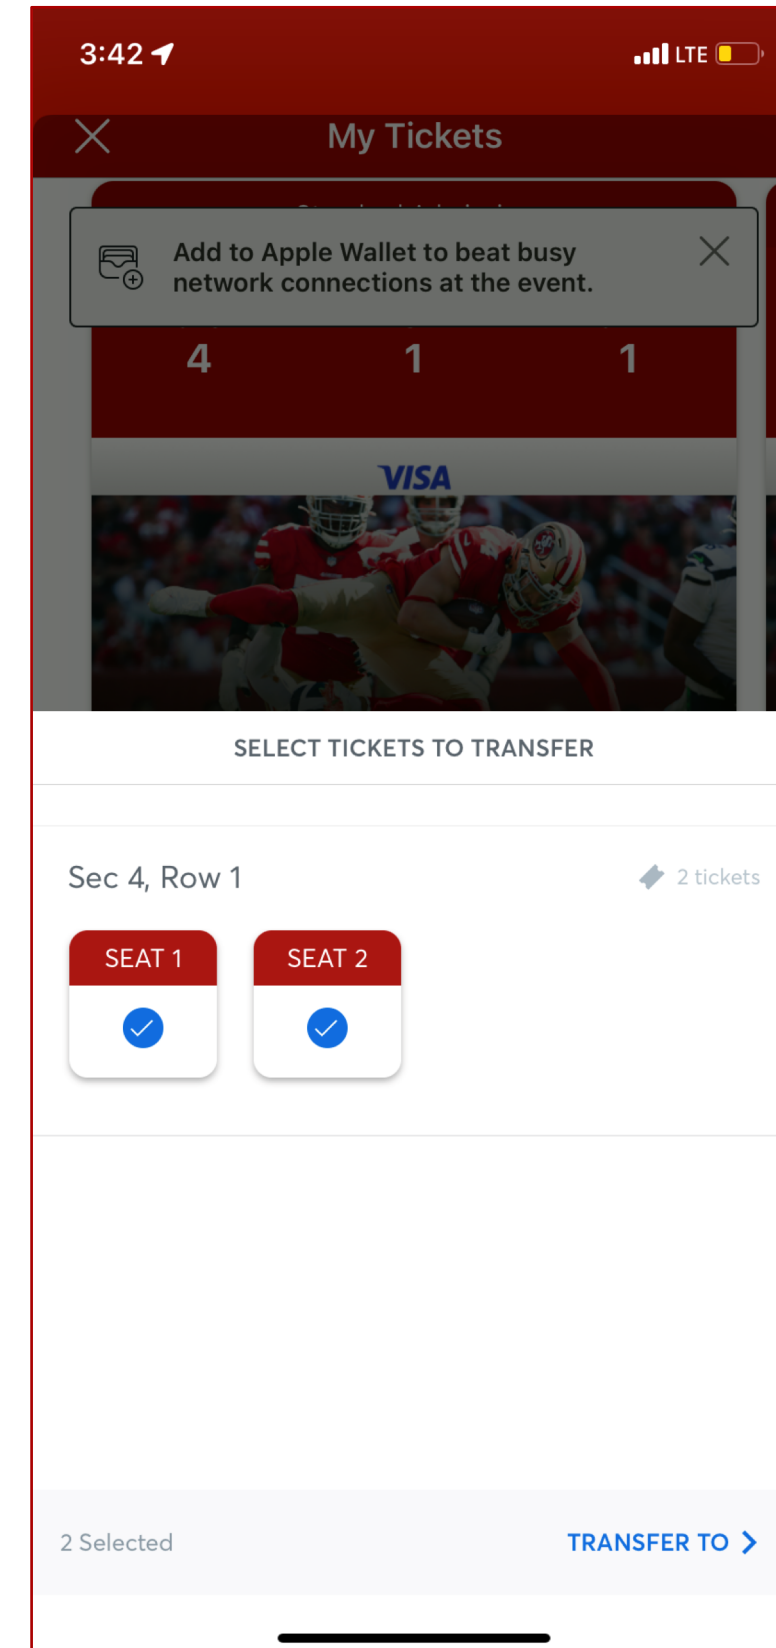 3:42
LTE
My Tickets
Add to Apple Wallet to beat busy
network connections at the event.
4 1 1
VISA
SELECT TICKETS TO TRANSFER
Sec 4, Row 1
2 tickets
SEAT 1 SEAT 2
2 Selected
TRANSFER TO